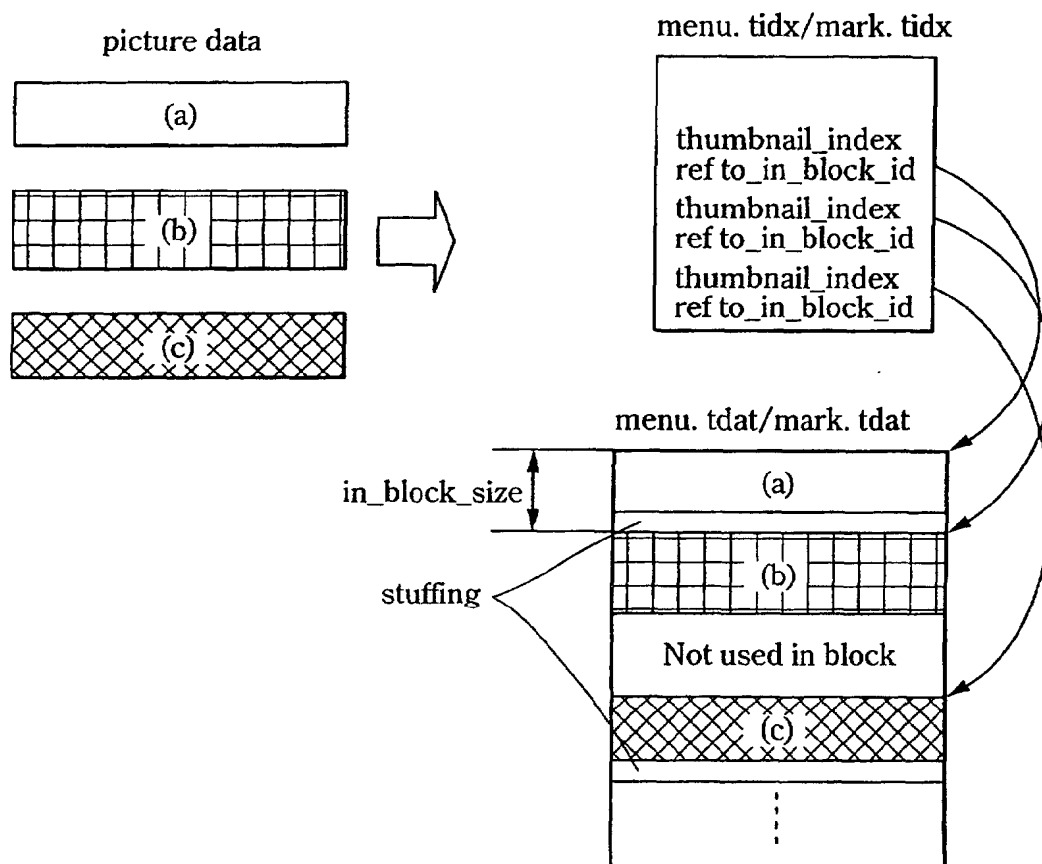 picture data
(a)
(b)
(c)
menu. tidx/mark. tidx
thumbnail_index
ref to_in_block_id
thumbnail_index
ref to_in_block_id
thumbnail_index
ref to_in_block_id
menu. tdat/mark. tdat
in_block_size
(a)
stuffing
(b)
Not used in block
(c)